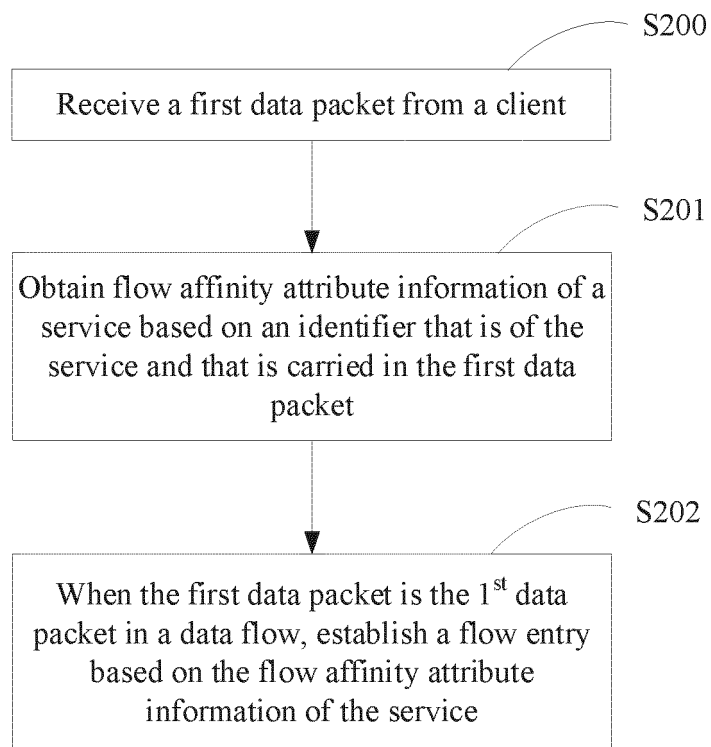 S200
Receive a first data packet from a client
S201
Obtain flow affinity attribute information of a
service based on an identifier that is of the
service and that is carried in the first data
packet
S202
When the first data packet is the 1st data
packet in a data flow, establish a flow entry
based on the flow affinity attribute
information of the service